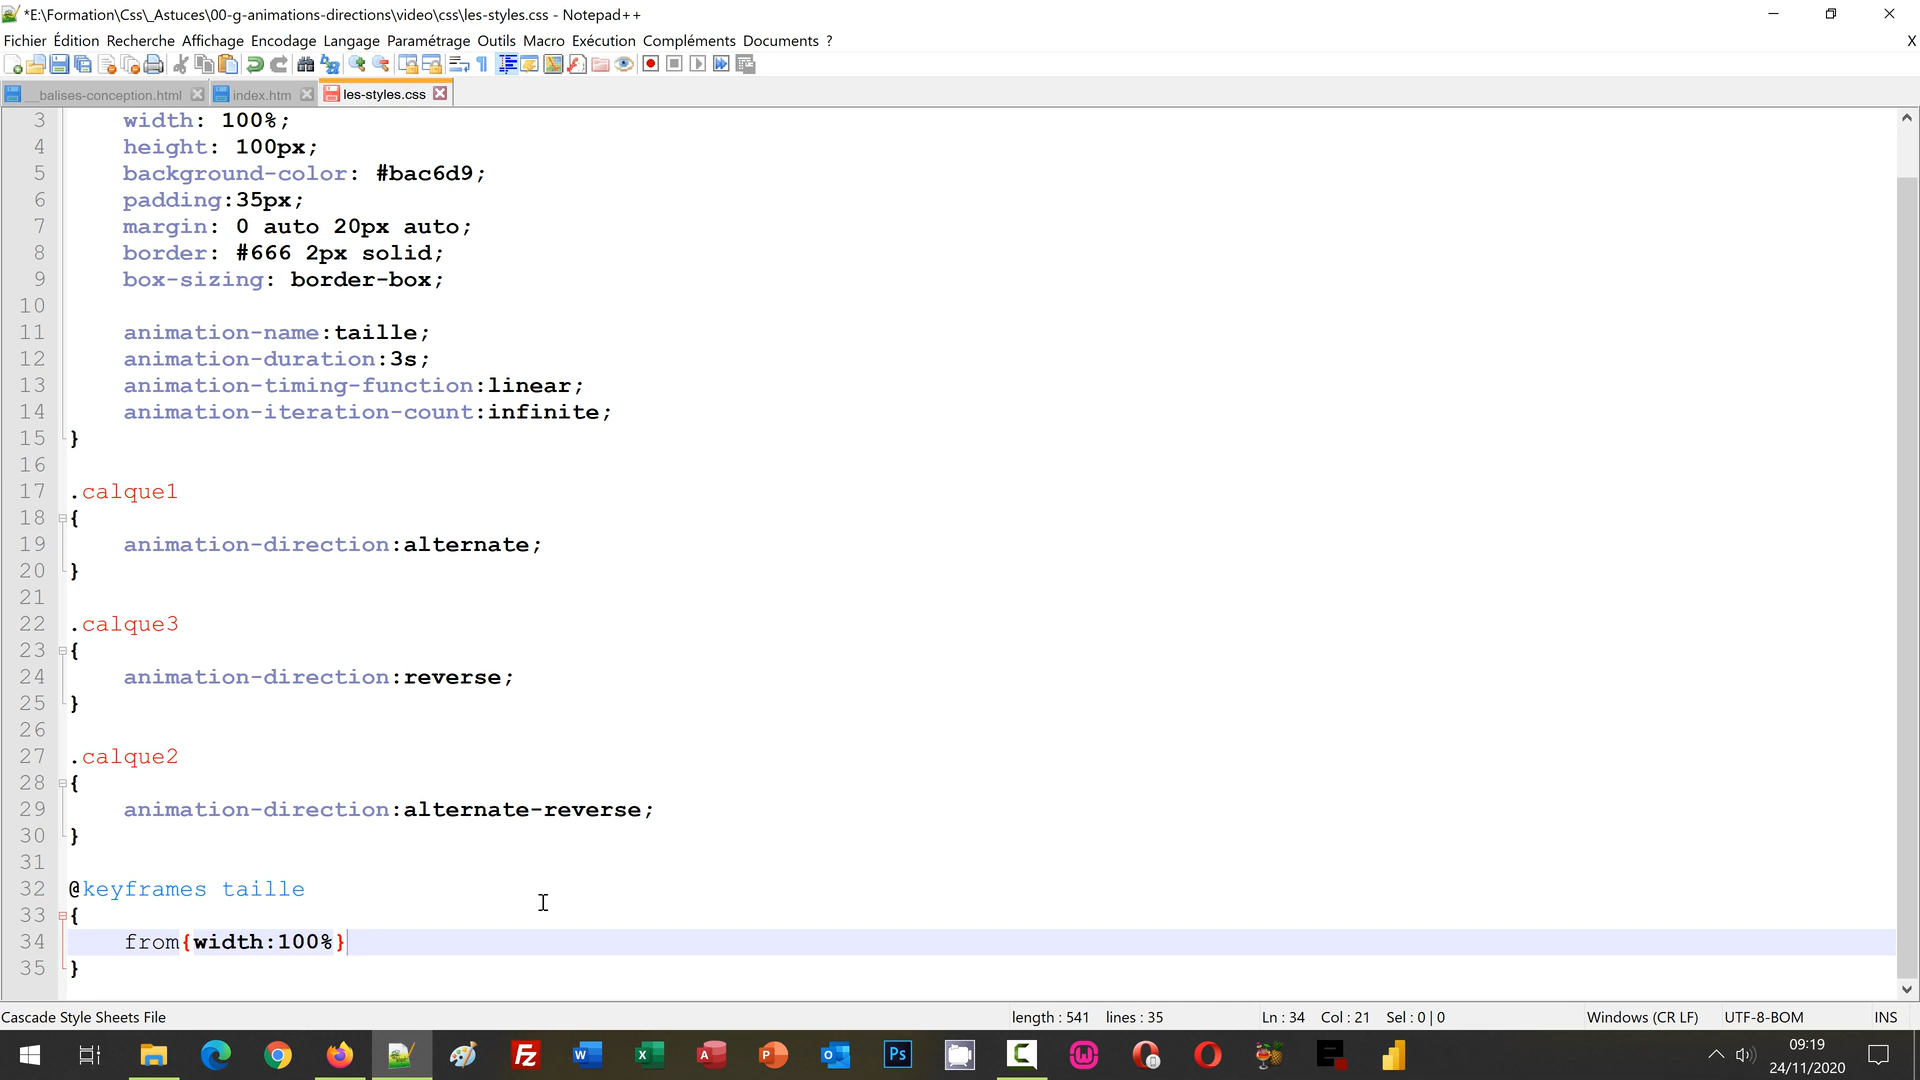 *E:\Formation\Css\_Astuces\00-g-animations-directions\video\css\les-styles.css - Notepad++
Fichier Édition Recherche Affichage Encodage Langage Paramétrage Outils Macro Exécution Compléments Documents ? X
__balises-conception.html index.htm les-styles.css
3 width: 100%;
4 height: 100px;
5 background-color: #bac6d9;
6 padding:35px;
7 margin: 0 auto 20px auto;
8 border: #666 2px solid;
9 box-sizing: border-box;
10
11 animation-name:taille;
12 animation-duration:3s;
13 animation-timing-function:linear;
14 animation-iteration-count:infinite;
15 }
16
17 .calque1
18 {
19 animation-direction:alternate;
20 }
21
22 .calque3
23 {
24 animation-direction:reverse;
25 }
26
27 .calque2
28 {
29 animation-direction:alternate-reverse;
30 }
31
32 @keyframes taille
33 {
34 from{width:100%}
35 }
Cascade Style Sheets File length : 541 lines : 35 Ln : 34 Col : 21 Sel : 0 | 0 Windows (CR LF) UTF-8-BOM INS
09:19
24/11/2020